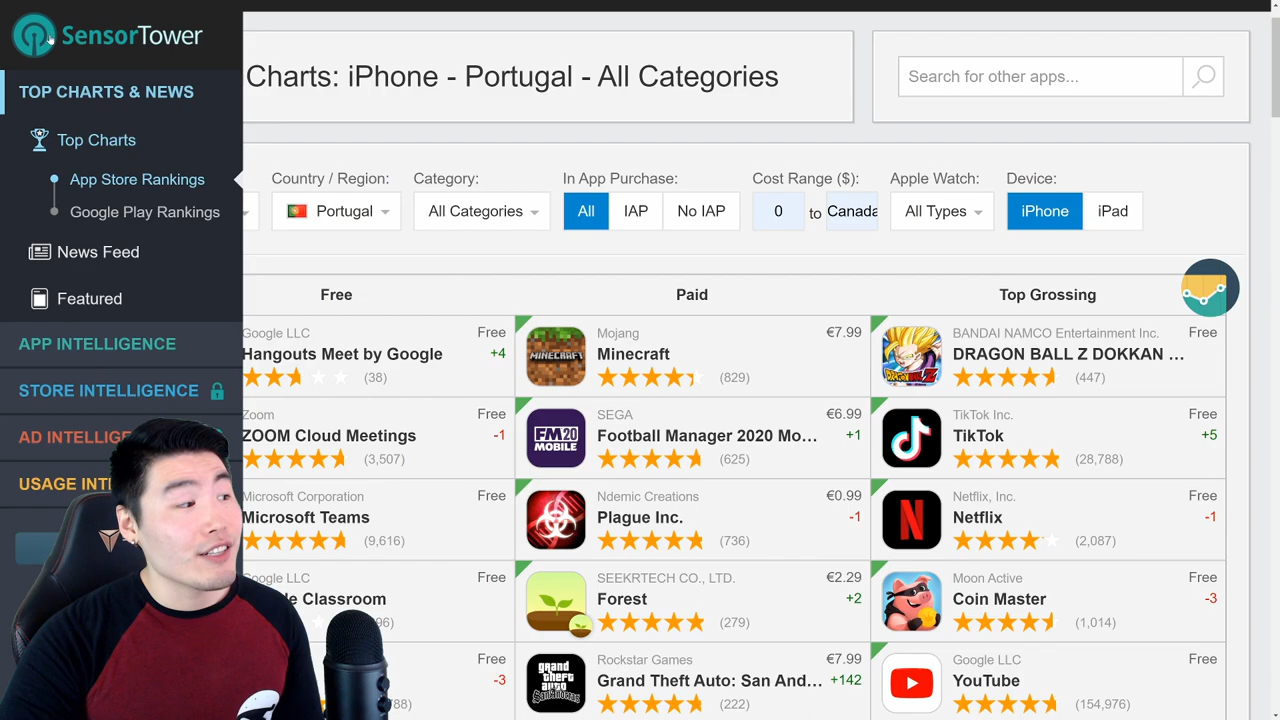 SensorTower
TOP CHARTS & NEWS
Top Charts
App Store Rankings
Google Play Rankings
News Feed
Featured
APP INTELLIGENCE
STORE INTELLIGENCE
AD
USAGE
Charts: iPhone - Portugal - All Categories
Search for other apps...
Country / Region:
Portugal
Category:
All Categories
In App Purchase:
All IAP No IAP
Cost Range ($):
0 to Canada
Apple Watch:
All Types
Device:
iPhone iPad
Free Paid Top Grossing
Google LLC Free
Hangouts Meet by Google +4
(38)
Mojang €7.99
Minecraft
MINECRAFT
(829)
BANDAI NAMCO Entertainment Inc. Free
DRAGON BALL Z DOKKAN ...
(447)
Zoom Free
ZOOM Cloud Meetings -1
(3,507)
SEGA €6.99
Football Manager 2020 Mo... +1
FM20
MOBILE
(625)
TikTok Inc. Free
TikTok +5
(28,788)
Microsoft Corporation Free
Microsoft Teams
(9,616)
Ndemic Creations €0.99
Plague Inc. -1
(736)
Netflix, Inc. Free
Netflix -1
N
(2,087)
Google LLC Free
Classroom
SEEKRTECH CO., LTD. €2.29
Forest +2
(279)
Moon Active Free
Coin Master -3
(1,014)
Free
-3
Rockstar Games €7.99
Grand Theft Auto: San And... +142
grand
theft
auto
(222)
Google LLC Free
YouTube
(154,976)